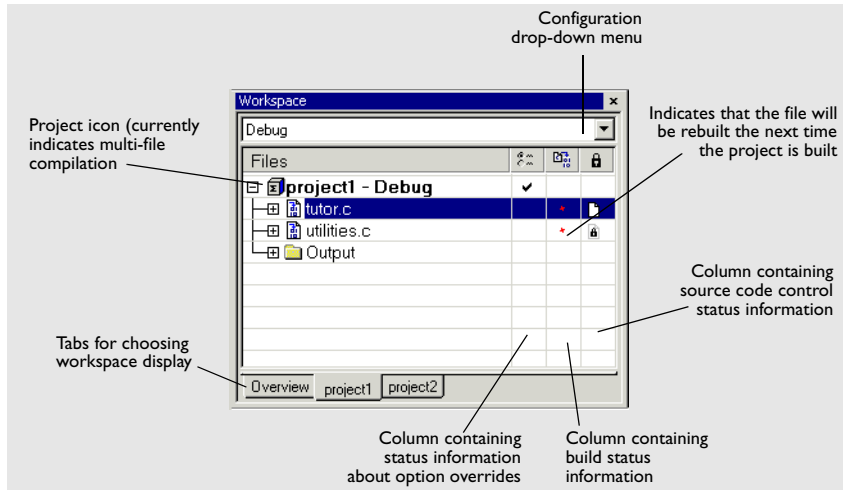 Configuration
drop-down menu
Workspace
Project icon (currently
indicates multi-file
compilation
Indicates that the file will
be rebuilt the next time
the project is built
Debug
Files
project1 - Debug
tutor.c
utilities.c
Output
Column containing
source code control
status information
Tabs for choosing
workspace display
Overview project1 project2
Column containing
status information
about option overrides
Column containing
build status
information